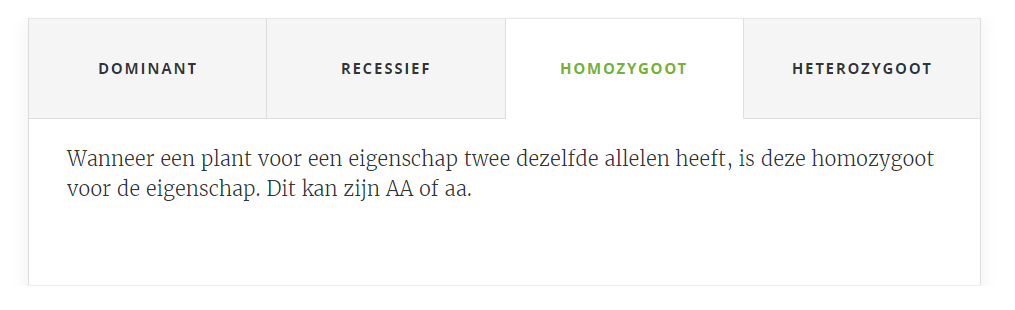 DOMINANT
RECESSIEF
HOMOZYGOOT
HETEROZYGOOT
Wanneer een plant voor een eigenschap twee dezelfde allelen heeft, is deze homozygoot
voor de eigenschap. Dit kan zijn AA of aa.